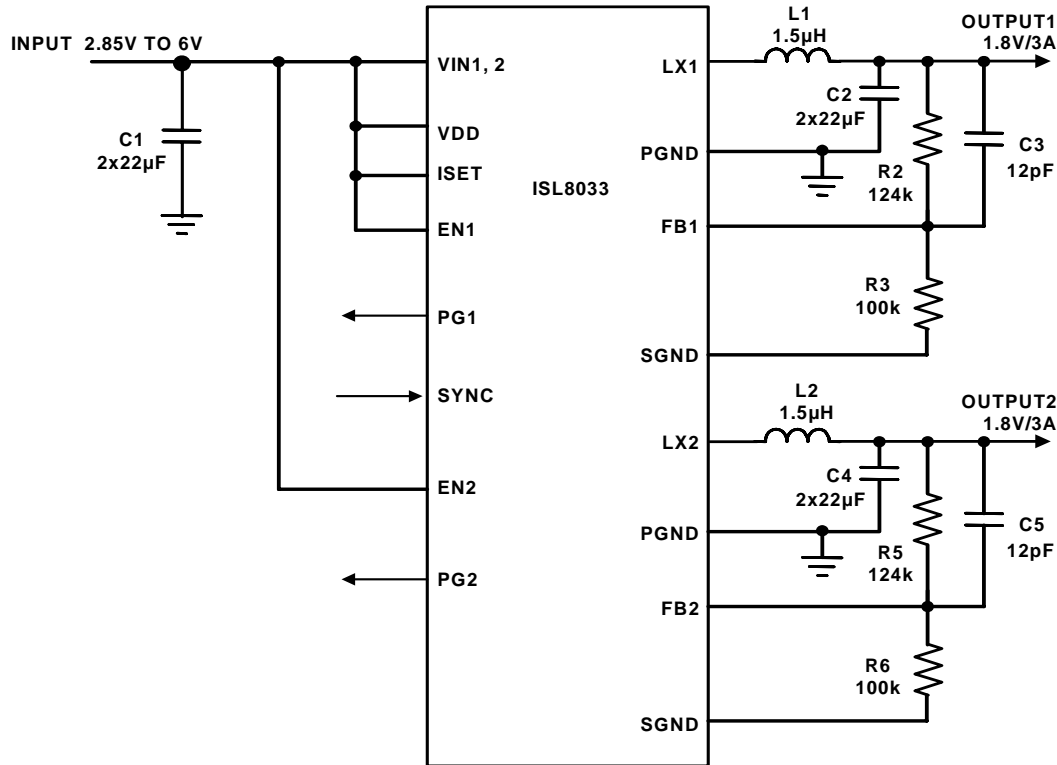 INPUT 2.85V TO 6V
C1
2x22µF
VIN1, 2
VDD
ISET
EN1
PG1
SYNC
EN2
PG2
ISL8033
LX1
PGND
FB1
SGND
LX2
PGND
FB2
SGND
L1
1.5µH
OUTPUT1
1.8V/3A
C2
2x22µF
R2
124k
C3
12pF
R3
100k
L2
1.5µH
OUTPUT2
1.8V/3A
C4
2x22µF
R5
124k
C5
12pF
R6
100k